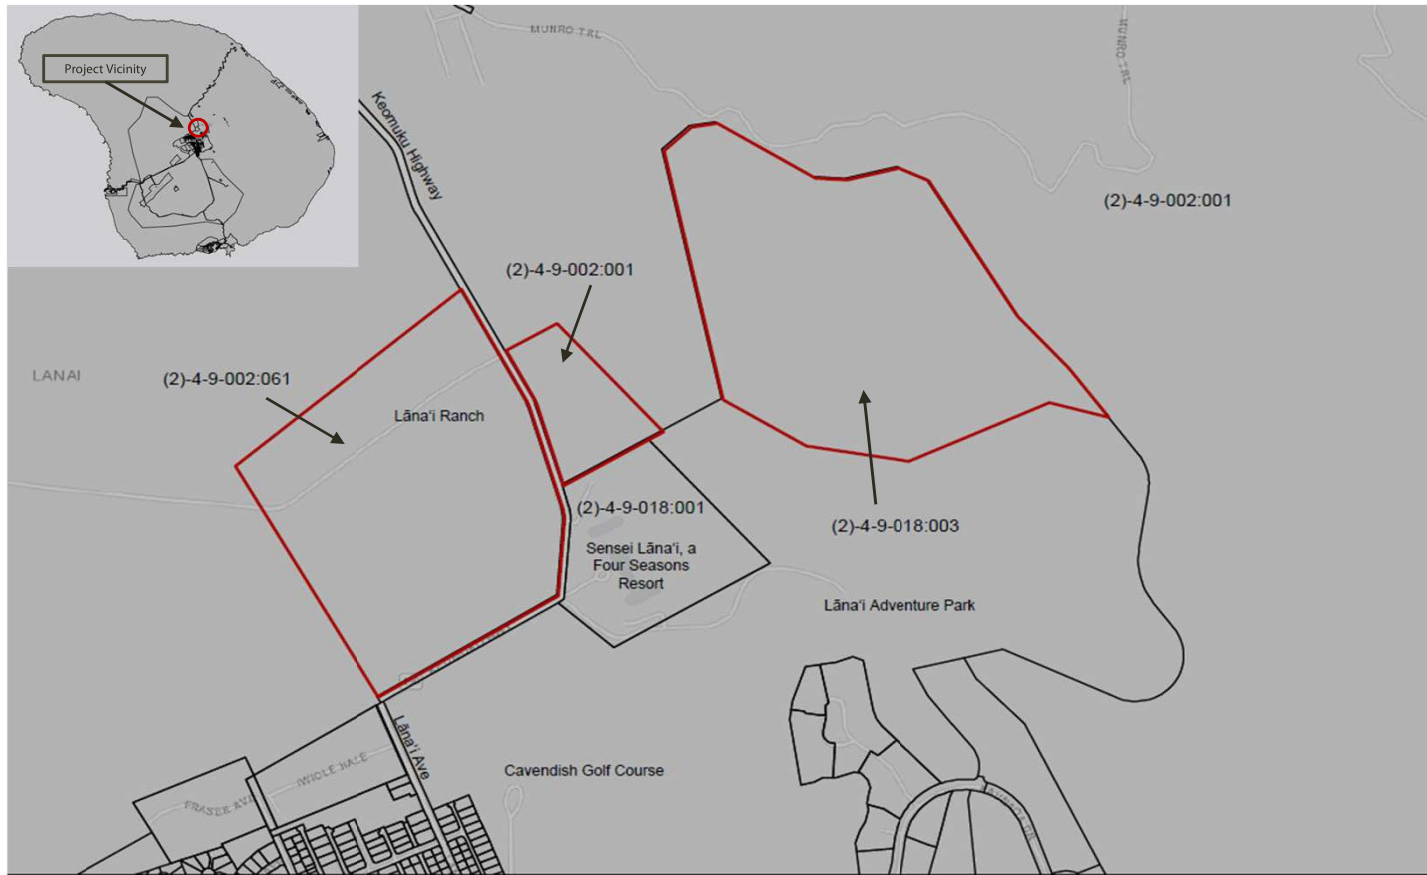 MUNRO TRL
MUNRO TRL
Project Vicinity
Keomuku Highway
(2)-4-9-002:001
(2)-4-9-002:001
LANAI
(2)-4-9-002:061
Lāna‘i Ranch
(2)-4-9-018:001
(2)-4-9-018:003
Sensei Lāna‘i, a
Four Seasons
Resort
Lāna‘i Adventure Park
Lāna‘i Ave
Cavendish Golf Course
IWIOLE HALE
FRASER AVE